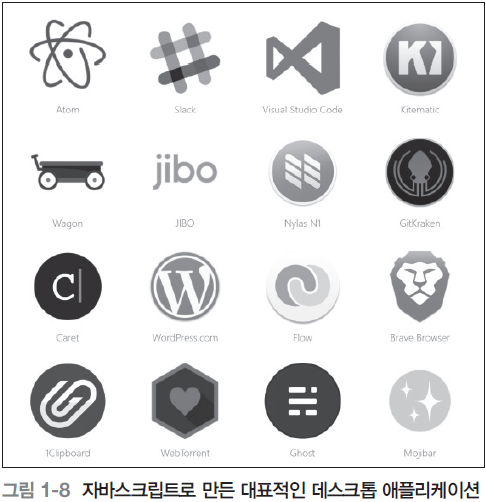 Atom
Slack
Visual Studio Code
Kitematic
Wagon
jibo
JIBO
Nylas N1
GitKraken
C
Caret
W
WordPress.com
Flow
Brave Browser
1Clipboard
WebTorrent
Ghost
Mojibar
그림 1-8 자바스크립트로 만든 대표적인 데스크톱 애플리케이션